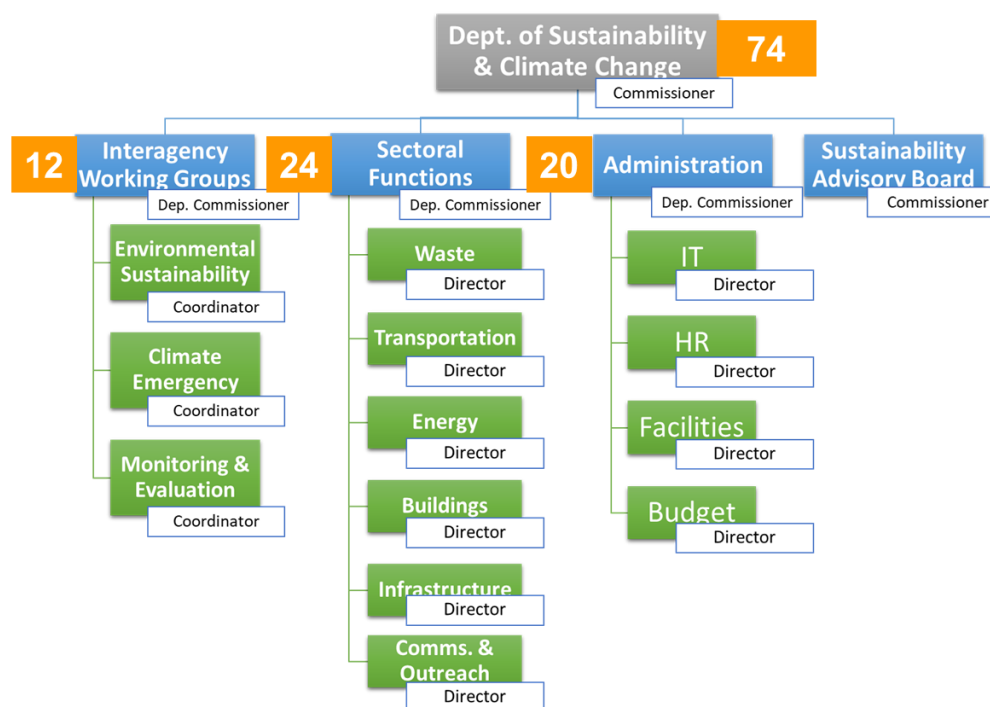 Dept. of Sustainability
& Climate Change
74
Commissioner
12
Interagency
Working Groups
Dep. Commissioner
24
Sectoral
Functions
Dep. Commissioner
20
Administration
Dep. Commissioner
Sustainability
Advisory Board
Commissioner
Environmental
Sustainability
Coordinator
Climate
Emergency
Coordinator
Monitoring &
Evaluation
Coordinator
Waste
Director
Transportation
Director
Energy
Director
Buildings
Director
Infrastructure
Director
Comms. &
Outreach
Director
IT
Director
HR
Director
Facilities
Director
Budget
Director